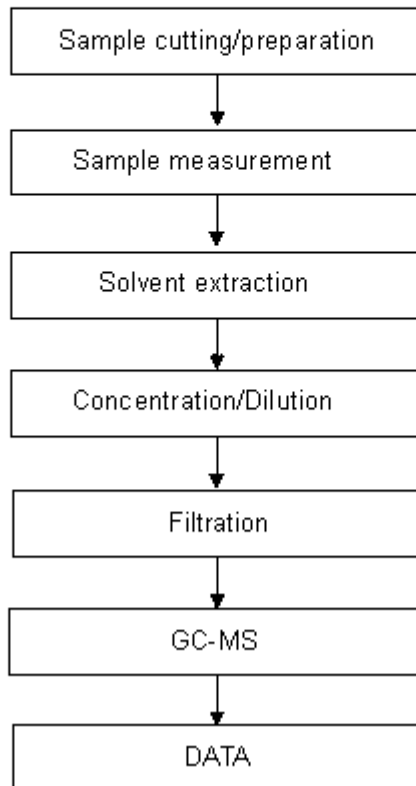 Sample cutting/preparation
Sample measurement
Solvent extraction
Concentration/Dilution
Filtration
GC-MS
DATA